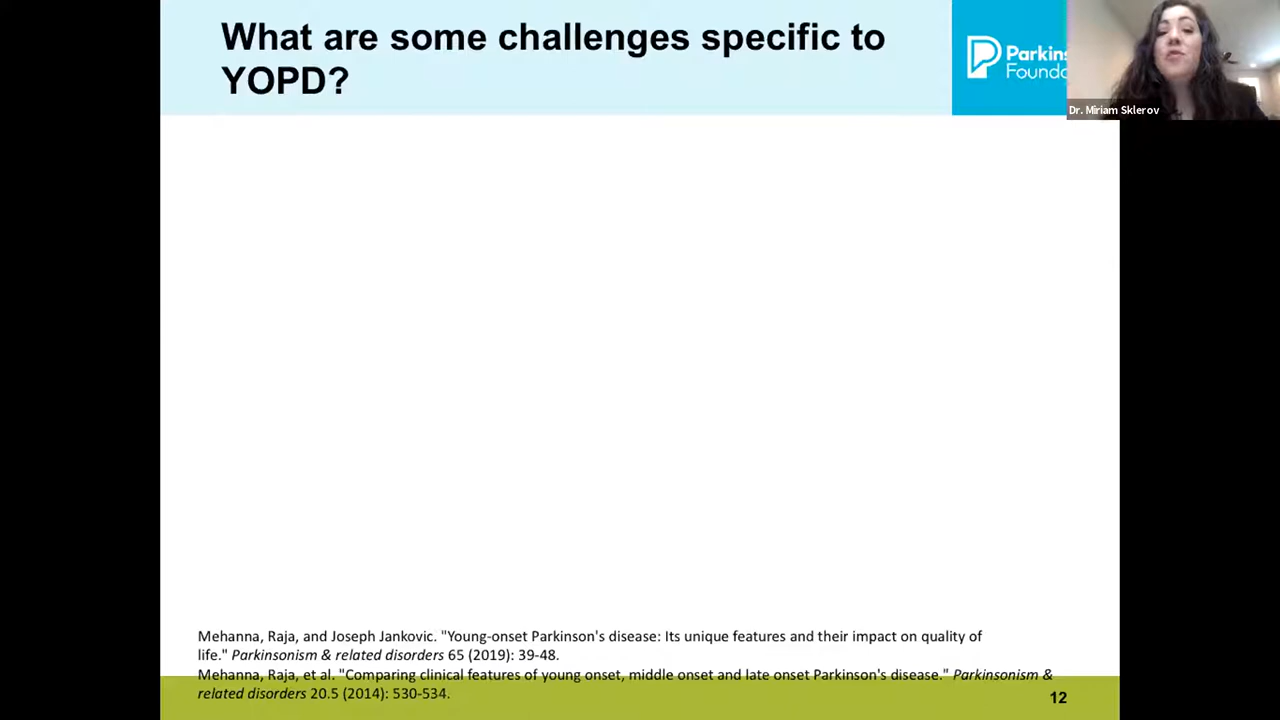 What are some challenges specific to
YOPD?
Parkins
Founda
Dr. Miriam Sklerov
Mehanna, Raja, and Joseph Jankovic. "Young-onset Parkinson's disease: Its unique features and their impact on quality of
life." Parkinsonism & related disorders 65 (2019): 39-48.
Mehanna, Raja, et al. "Comparing clinical features of young onset, middle onset and late onset Parkinson's disease." Parkinsonism &
related disorders 20.5 (2014): 530-534.
12